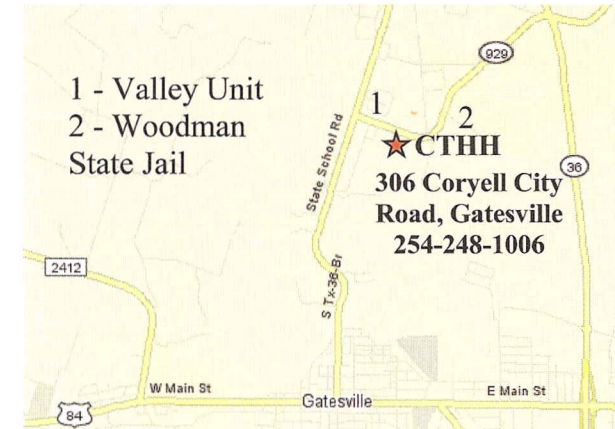 1 - Valley Unit
2 - Woodman
State Jail
929
1
2
CTHH
306 Coryell City
Road, Gatesville
254-248-1006
36
State School Rd
S Tx-36-Br
2412
W Main St
Gatesville
E Main St
84